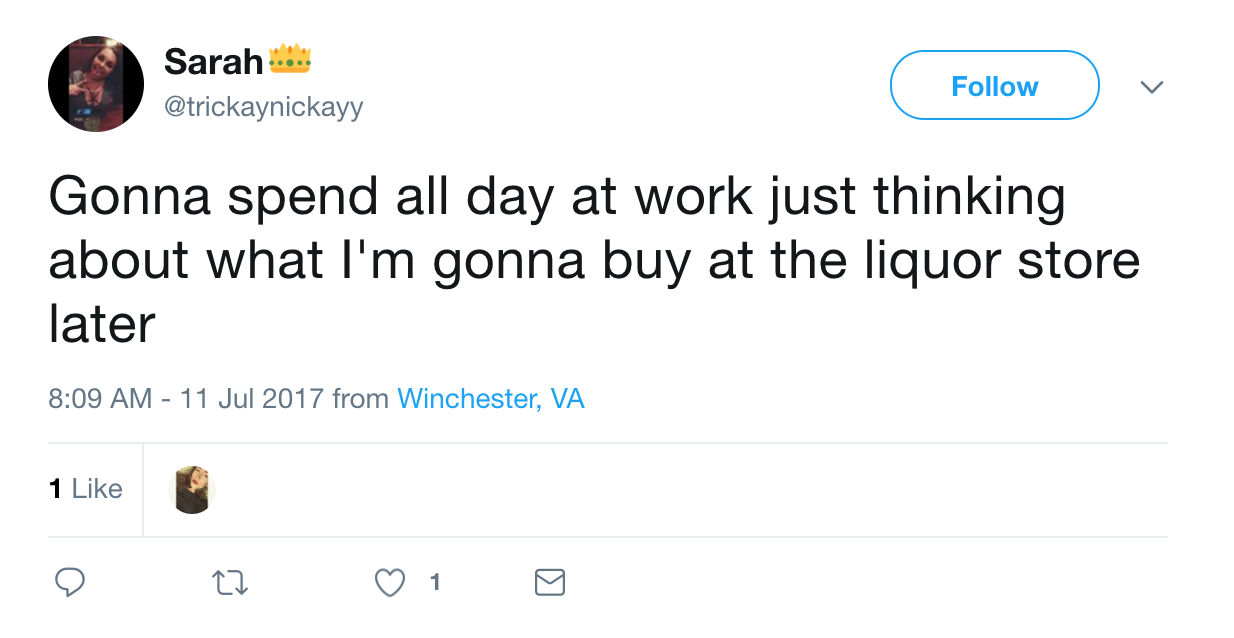 Sarah👑
@trickaynickayy
Follow
Gonna spend all day at work just thinking
about what I'm gonna buy at the liquor store
later
8:09 AM - 11 Jul 2017 from Winchester, VA
1 Like
1